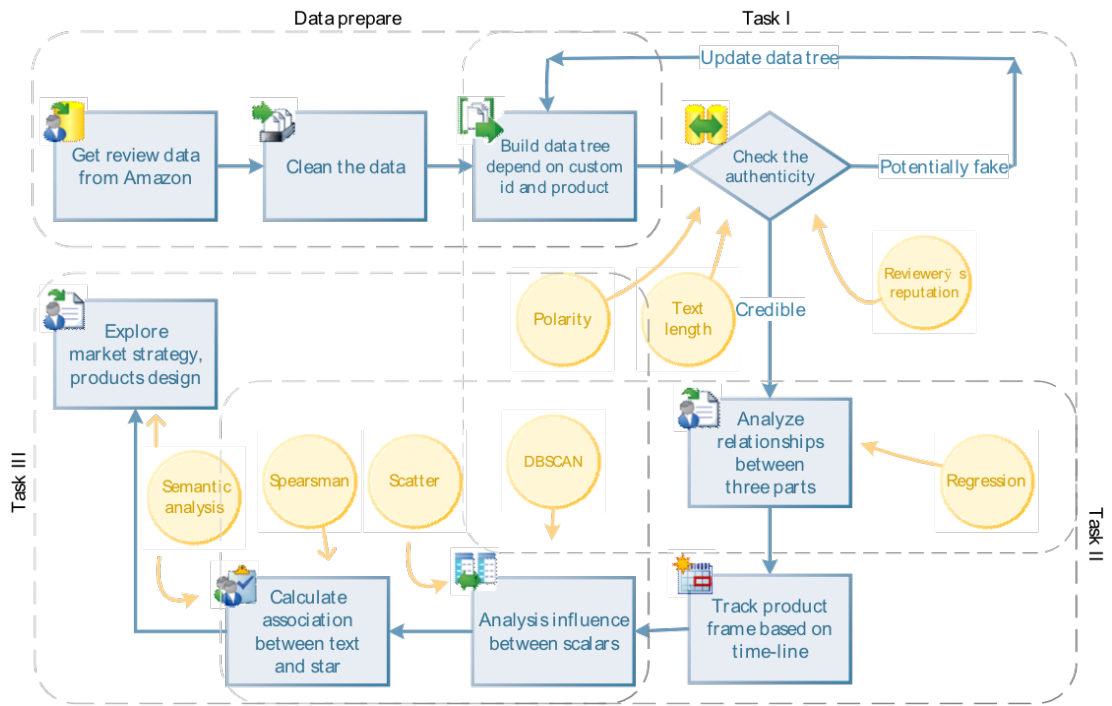 Data prepare
Task I
Update data tree
Get review data
from Amazon
Clean the data
Build data tree
depend on custom
id and product
Check the
authenticity
Potentially fake
Polarity
Text
length
Credible
Reviewerÿ s
reputation
Explore
market strategy,
products design
Analyze
relationships
between
three parts
Regression
DBSCAN
Scatter
Spearsman
Semantic
analysis
Task III
Task II
Calculate
association
between text
and star
Analysis influence
between scalars
Track product
frame based on
time-line